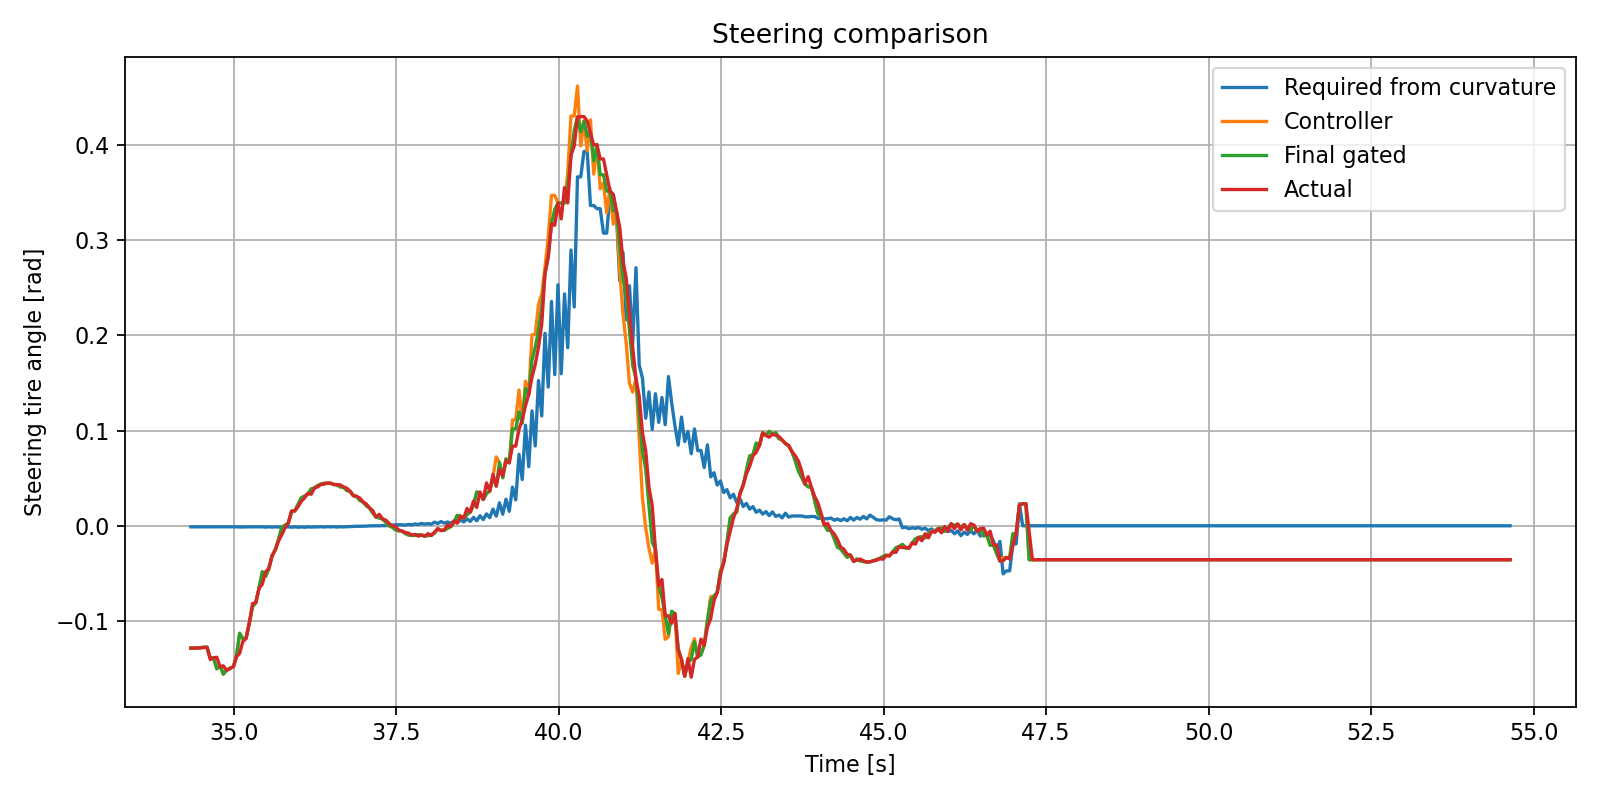 Steering comparison
Required from curvature
Controller
Final gated
Actual
Steering tire angle [rad]
0.4
0.3
0.2
0.1
0.0
−0.1
35.0 37.5 40.0 42.5 45.0 47.5 50.0 52.5 55.0
Time [s]